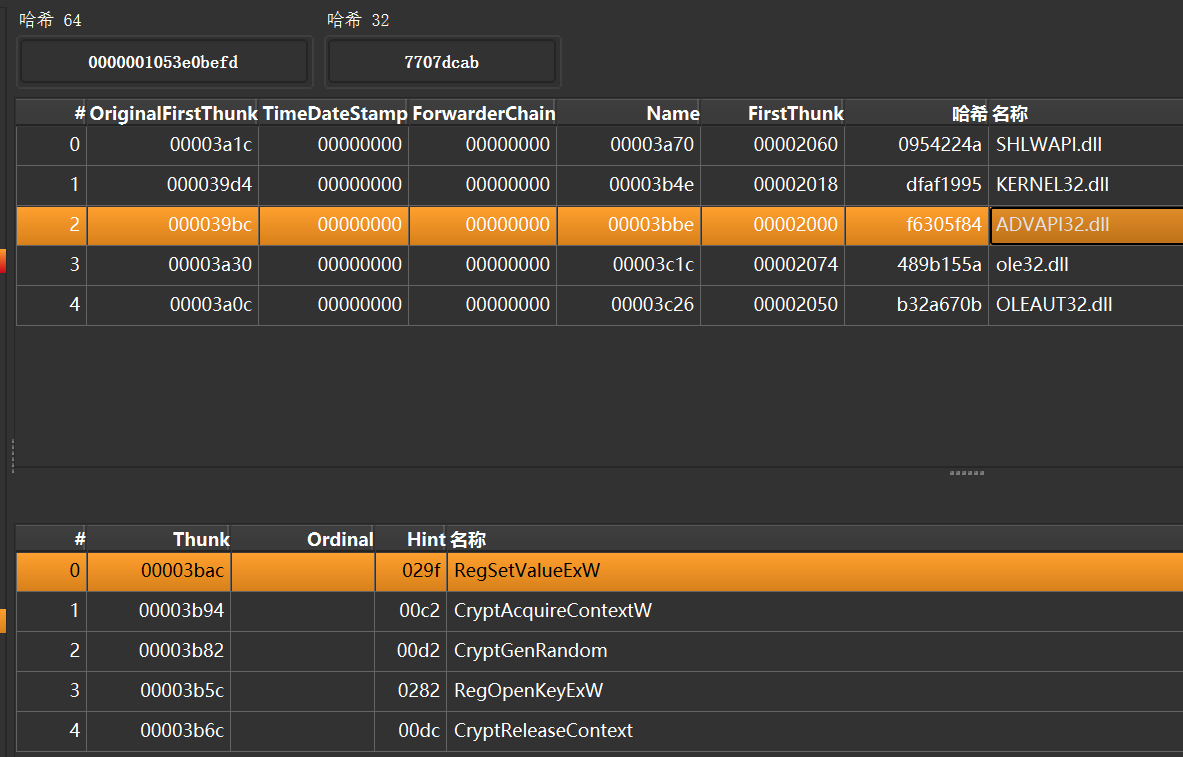 哈希 64 哈希 32
0000001053e0befd 7707dcab
# OriginalFirstThunk TimeDateStamp ForwarderChain Name FirstThunk 哈希 名称
0 00003a1c 00000000 00000000 00003a70 00002060 0954224a SHLWAPI.dll
1 000039d4 00000000 00000000 00003b4e 00002018 dfaf1995 KERNEL32.dll
2 000039bc 00000000 00000000 00003bbe 00002000 f6305f84 ADVAPI32.dll
3 00003a30 00000000 00000000 00003c1c 00002074 489b155a ole32.dll
4 00003a0c 00000000 00000000 00003c26 00002050 b32a670b OLEAUT32.dll
# Thunk Ordinal Hint 名称
0 00003bac 029f RegSetValueExW
1 00003b94 00c2 CryptAcquireContextW
2 00003b82 00d2 CryptGenRandom
3 00003b5c 0282 RegOpenKeyExW
4 00003b6c 00dc CryptReleaseContext